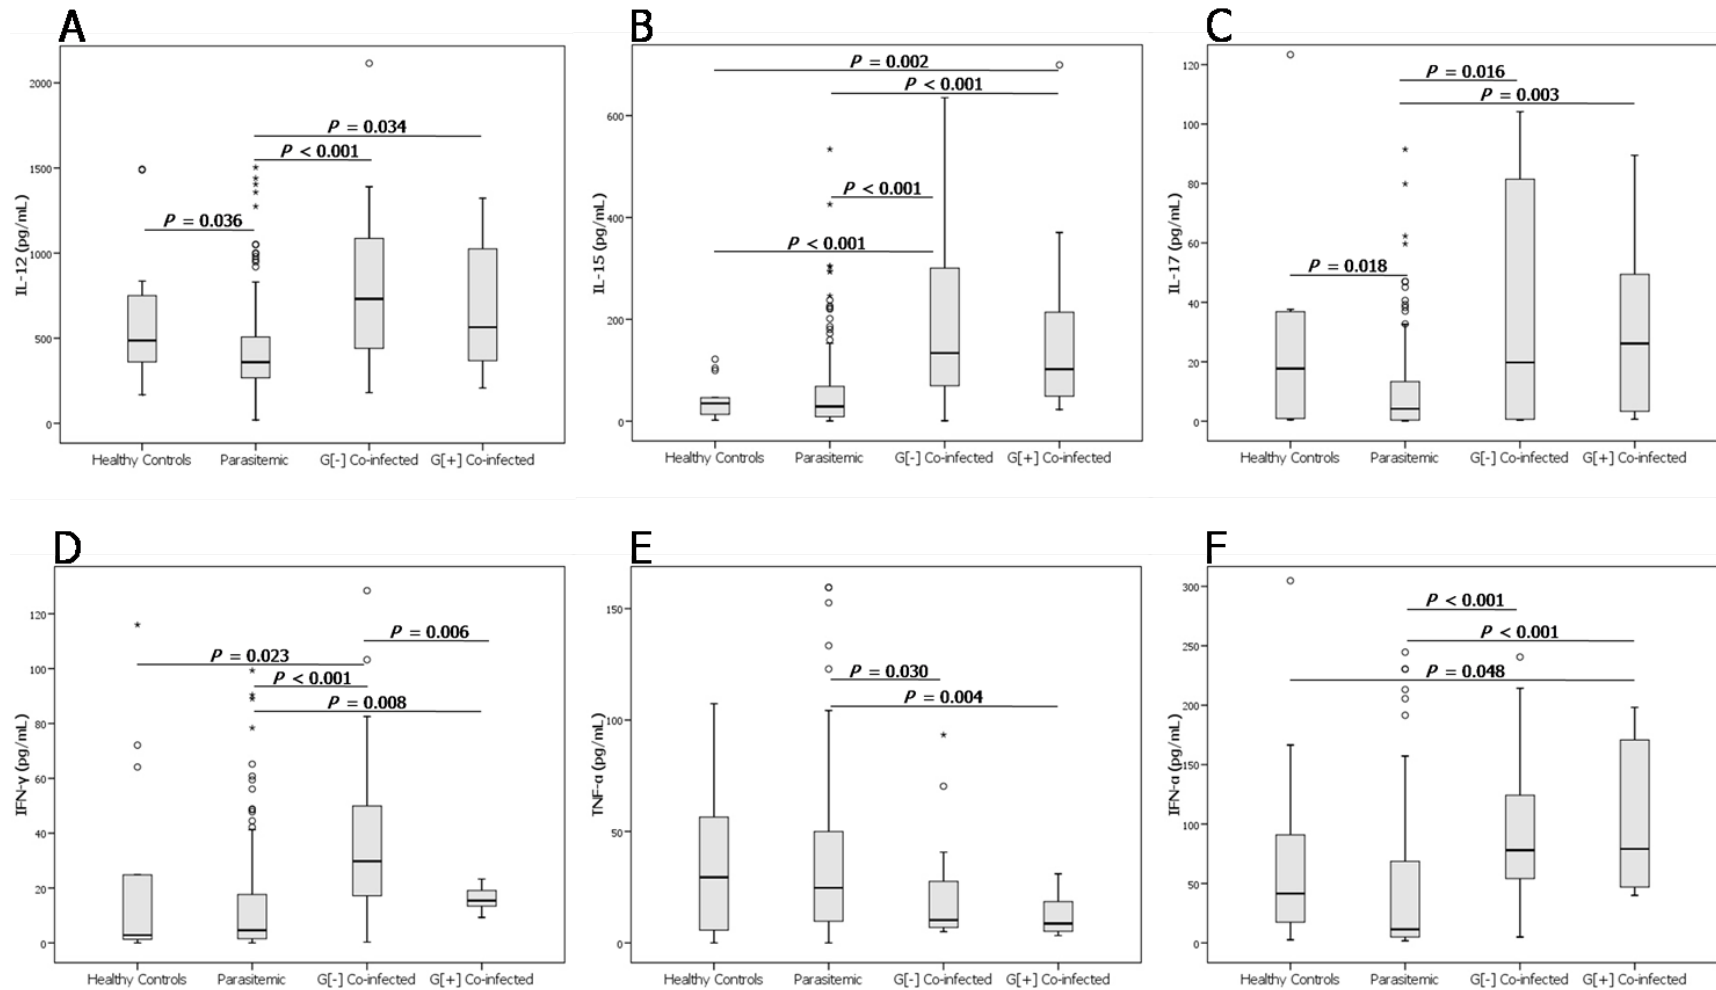 A
IL-12 (pg/mL)
2000
1500
1000
500
0
P = 0.034
P < 0.001
P = 0.036
Healthy Controls Parasitemic G[-] Co-infected G[+] Co-infected
B
IL-15 (pg/mL)
600
400
200
0
P = 0.002
P < 0.001
P < 0.001
P < 0.001
Healthy Controls Parasitemic G[-] Co-infected G[+] Co-infected
C
IL-17 (pg/mL)
120
100
80
60
40
20
0
P = 0.016
P = 0.003
P = 0.018
Healthy Controls Parasitemic G[-] Co-infected G[+] Co-infected
D
IFN-γ (pg/mL)
120
100
80
60
40
20
0
P = 0.006
P = 0.023
P < 0.001
P = 0.008
Healthy Controls Parasitemic G[-] Co-infected G[+] Co-infected
E
TNF-α (pg/mL)
150
100
50
0
P = 0.030
P = 0.004
Healthy Controls Parasitemic G[-] Co-infected G[+] Co-infected
F
IFN-α (pg/mL)
300
250
200
150
100
50
0
P < 0.001
P < 0.001
P = 0.048
Healthy Controls Parasitemic G[-] Co-infected G[+] Co-infected